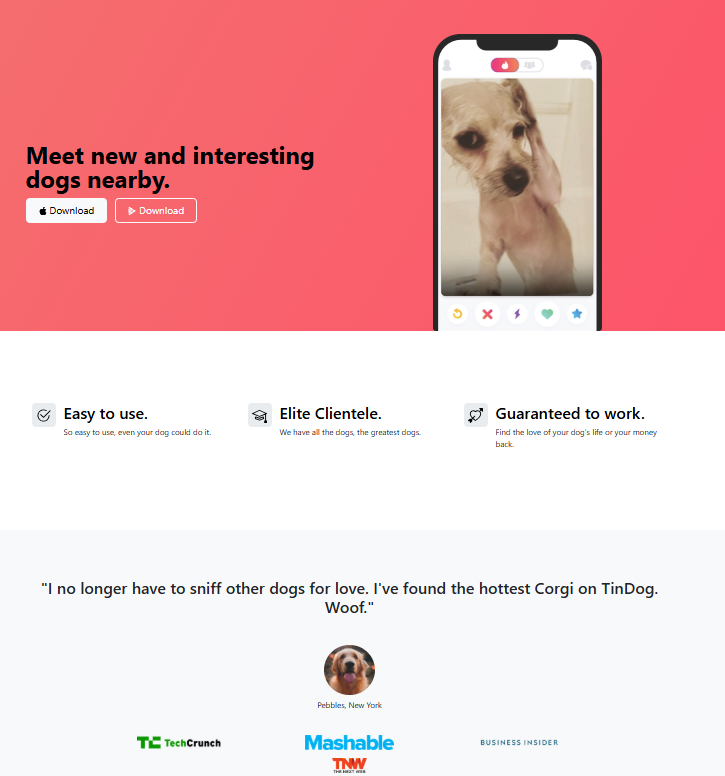 Meet new and interesting
dogs nearby.
Download
Download
Easy to use.
So easy to use, even your dog could do it.
Elite Clientele.
We have all the dogs, the greatest dogs.
Guaranteed to work.
Find the love of your dog's life or your money
back.
"I no longer have to sniff other dogs for love. I've found the hottest Corgi on TinDog.
Woof."
Pebbles, New York
TC TechCrunch
Mashable
BUSINESS INSIDER
TNW
THE NEXT WEB